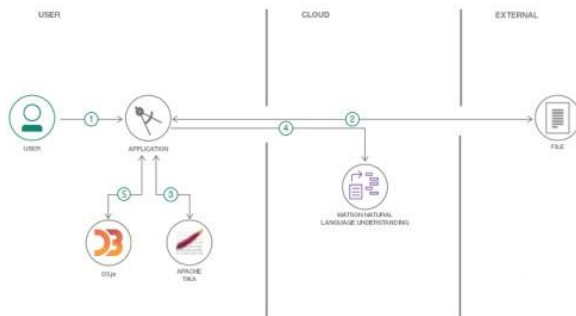 USER
CLOUD
EXTERNAL
1
2
4
USER
APPLICATION
FILE
5
3
WATSON NATURAL
LANGUAGE UNDERSTANDING
D3.js
APACHE
TIKA